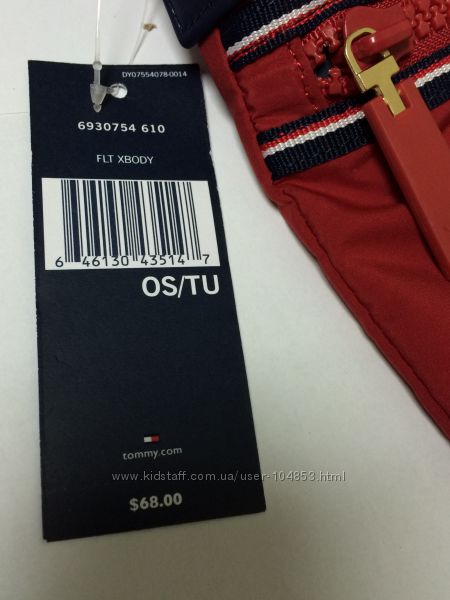 DY07554078-0014
6930754 610
FLT XBODY
6 46130 43514 7
OS/TU
tommy.com
www.kidstaff.com.ua/user-104853.html
$68.00